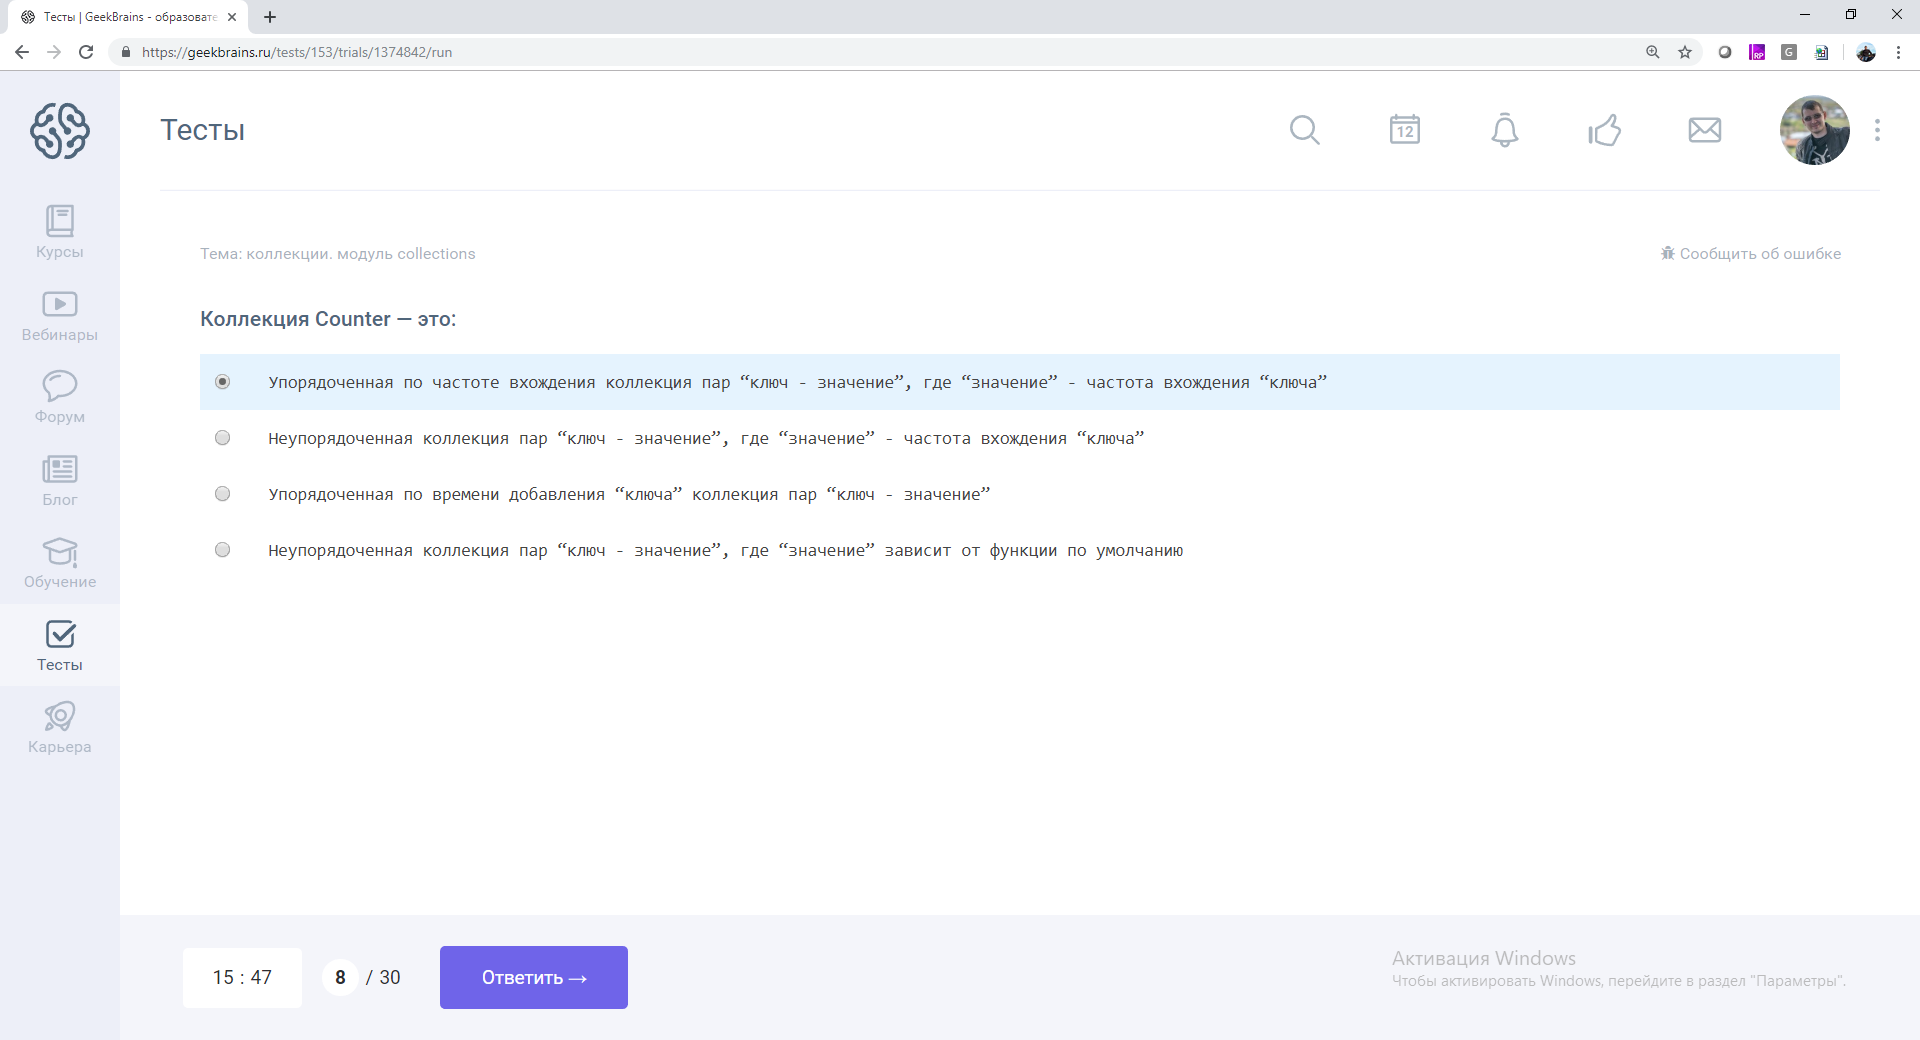 Тесты | GeekBrains - образовате
https://geekbrains.ru/tests/153/trials/1374842/run
RP
G
Тесты
12
Курсы
Вебинары
Форум
Блог
Обучение
Тесты
Карьера
Тема: коллекции. модуль collections
Сообщить об ошибке
Коллекция Counter — это:
Упорядоченная по частоте вхождения коллекция пар “ключ - значение”, где “значение” - частота вхождения “ключа”
Неупорядоченная коллекция пар “ключ - значение”, где “значение” - частота вхождения “ключа”
Упорядоченная по времени добавления “ключа” коллекция пар “ключ - значение”
Неупорядоченная коллекция пар “ключ - значение”, где “значение” зависит от функции по умолчанию
15 : 47
8 / 30
Ответить →
Активация Windows
Чтобы активировать Windows, перейдите в раздел "Параметры".